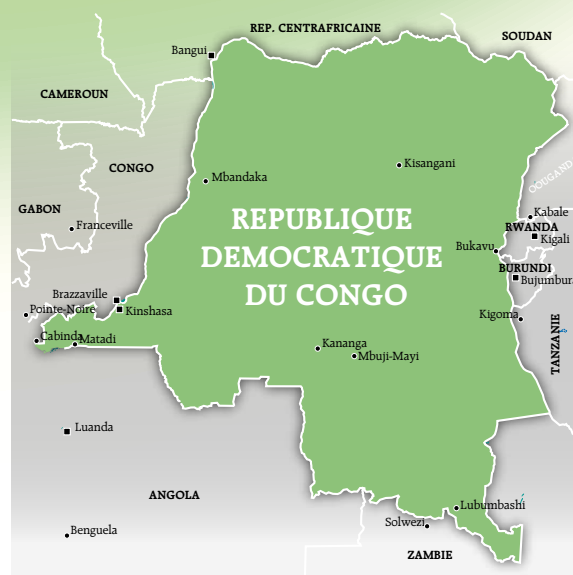 REP. CENTRAFRICAINE
SOUDAN
Bangui
CAMEROUN
CONGO
Kisangani
Mbandaka
OOUGAND
GABON
Kabale
Franceville
REPUBLIQUE
DEMOCRATIQUE
DU CONGO
RWANDA
Kigali
Bukavu
BURUNDI
Bujumbura
Brazzaville
Pointe-Noire
Kinshasa
Kigoma
Cabinda
Matadi
Kananga
Mbuji-Mayi
TANZANIE
Luanda
ANGOLA
Lubumbashi
Solwezi
Benguela
ZAMBIE